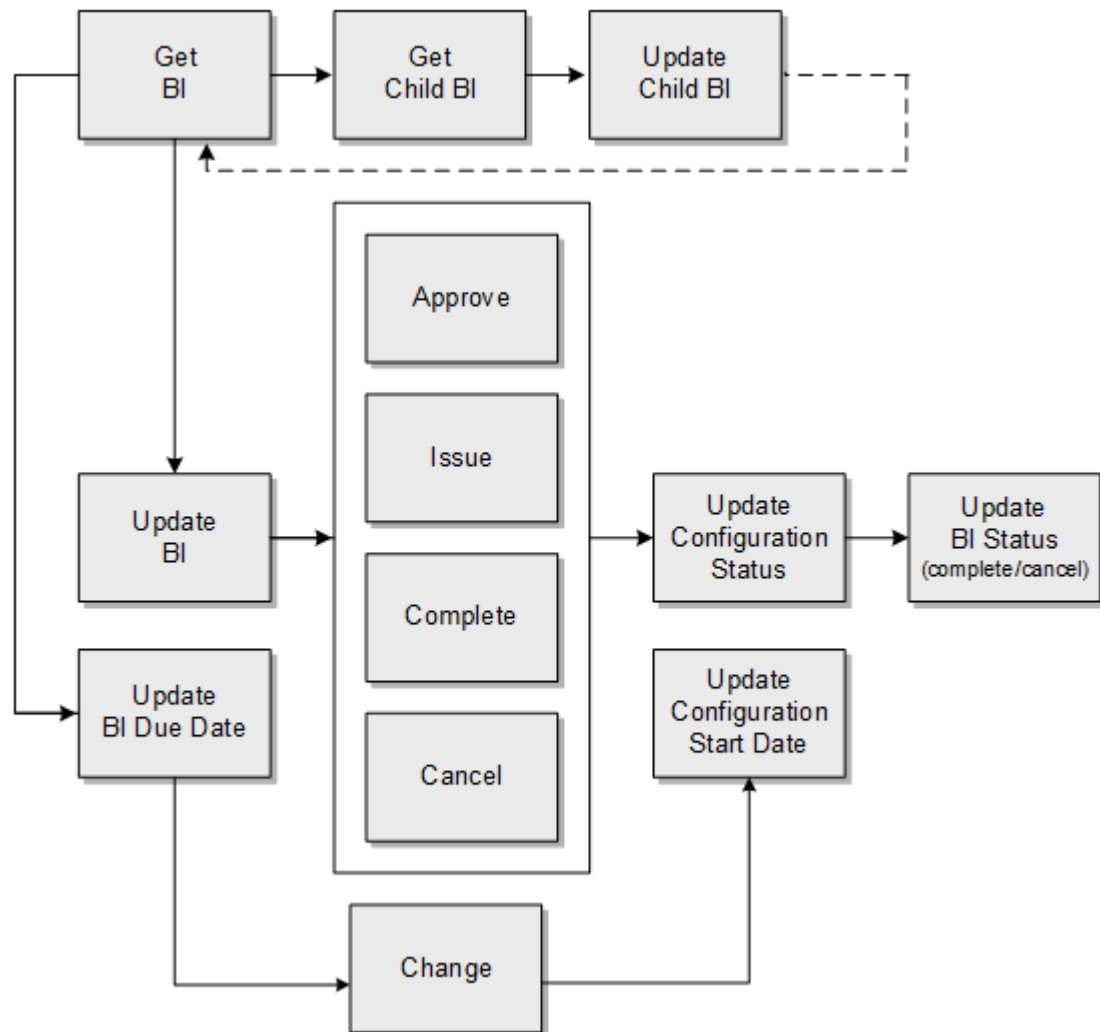 Get
BI
Get
Child BI
Update
Child BI
Approve
Issue
Update
BI
Update
Configuration
Status
Update
BI Status
(complete/cancel)
Complete
Update
BI Due Date
Update
Configuration
Start Date
Cancel
Change